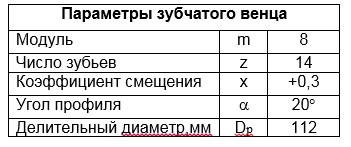 Параметры зубчатого венца
Модуль m 8
Число зубьев z 14
Коэффициент смещения x +0,3
Угол профиля α 20°
Делительный диаметр,мм Dp 112